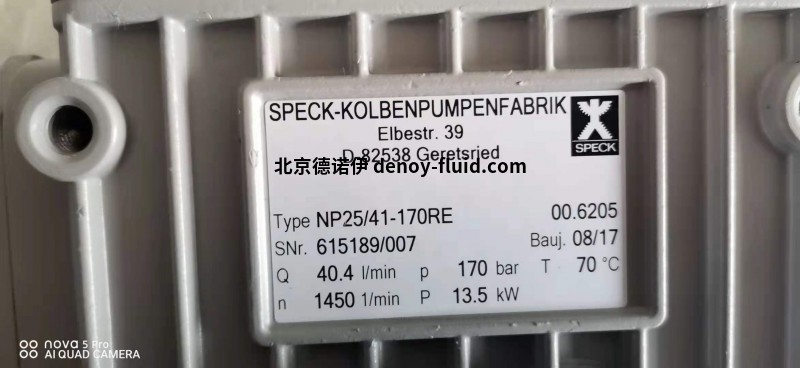 SPECK-KOLBENPUMPENFABRIK
Elbestr. 39
D-82538 Geretsried
SPECK
北京德诺伊 denoy-fluid.com
Type NP25/41-170RE 00.6205
SNr. 615189/007 Bauj. 08/17
Q 40.4 l/min p 170 bar T 70 °C
n 1450 1/min P 13.5 kW
nova 5 Pro
AI QUAD CAMERA